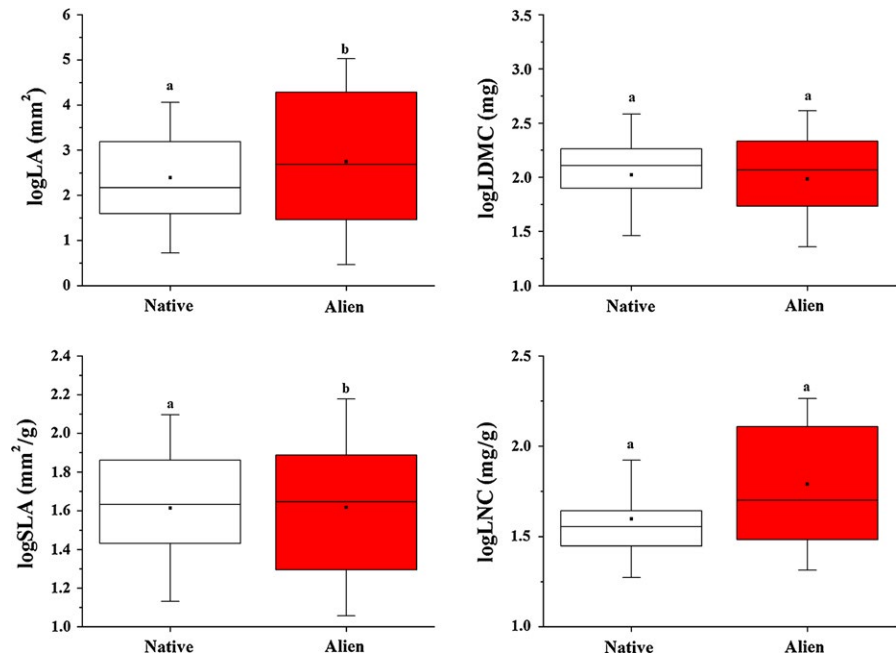 logLA (mm²)
6
5
4
3
2
1
0
a
b
Native
Alien
logLDMC (mg)
3.5
3.0
2.5
2.0
1.5
1.0
a
a
Native
Alien
logSLA (mm²/g)
2.4
2.2
2.0
1.8
1.6
1.4
1.2
1.0
a
b
Native
Alien
logLNC (mg/g)
2.5
2.0
1.5
1.0
a
a
Native
Alien